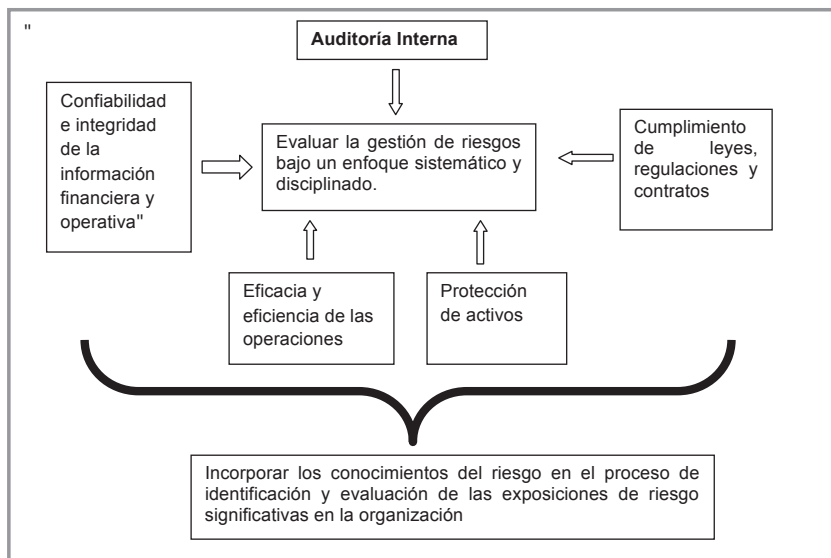 "
Auditoría Interna
Confiabilidad
e integridad
de la
información
financiera y
operativa"
Evaluar la gestión de riesgos
bajo un enfoque sistemático y
disciplinado.
Cumplimiento
de leyes,
regulaciones y
contratos
Eficacia y
eficiencia de las
operaciones
Protección
de activos
Incorporar los conocimientos del riesgo en el proceso de
identificación y evaluación de las exposiciones de riesgo
significativas en la organización